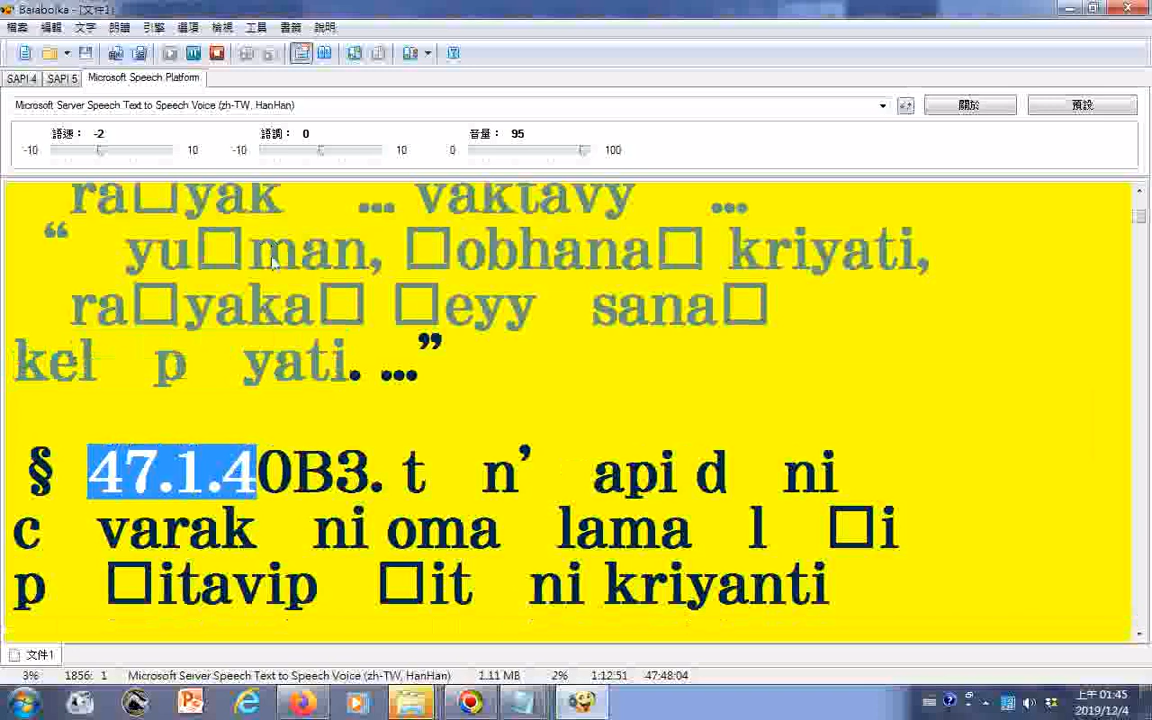 Balabolka - [文件1]
檔案 編輯 文字 朗讀 引擎 選項 檢視 工具 書籤 說明
SAPI 4 SAPI 5 Microsoft Speech Platform
Microsoft Server Speech Text to Speech Voice (zh-TW, HanHan) 關於 預設
語速： -2 語調： 0 音量： 95
-10 10 -10 10 0 100
ra□yak ... vaktavy ...
“ yu□man, □obhana□ kriyati,
ra□yaka□ □eyy sana□
kel p yati. ...”
§ 47.1.40B3. t n’ api d ni
c varak ni oma lama l □i
p □itavip □it ni kriyanti
文件1
3% 1856: 1 Microsoft Server Speech Text to Speech Voice (zh-TW, HanHan) 1.11 MB 2% 1:12:51 47:48:04
上午 01:45
2019/12/4